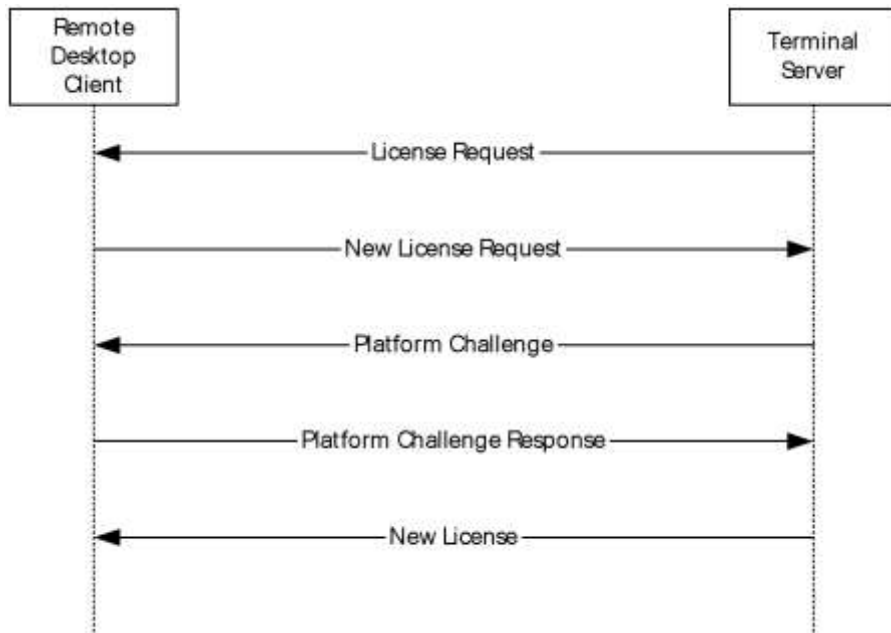 Remote
Desktop
Client
Terminal
Server
License Request
New License Request
Platform Challenge
Platform Challenge Response
New License